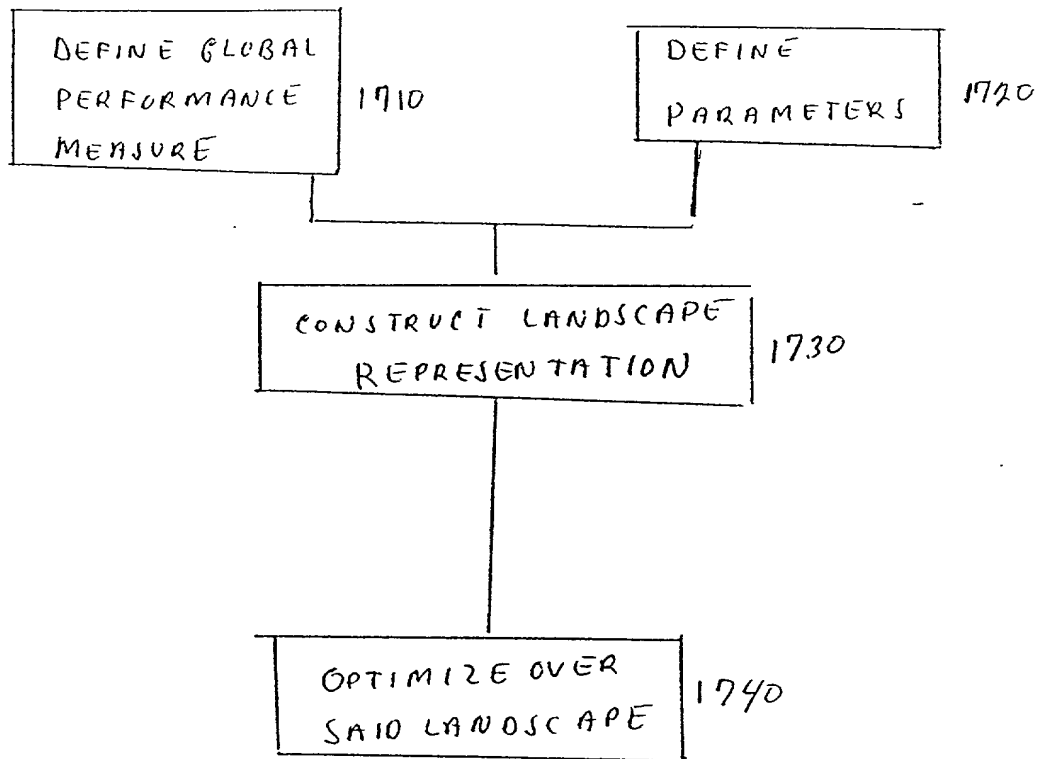 DEFINE GLOBAL
PERFORMANCE
MEASURE
1710
DEFINE
PARAMETERS
1720
CONSTRUCT LANDSCAPE
REPRESENTATION
1730
OPTIMIZE OVER
SAID LANDSCAPE
1740